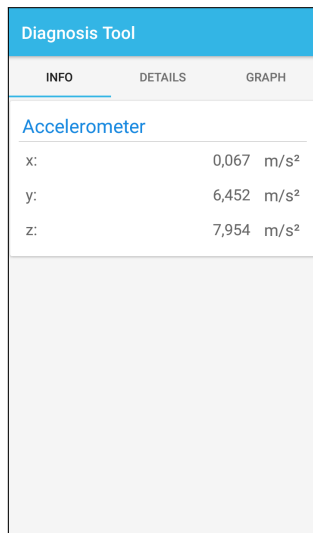 Diagnosis Tool
INFO DETAILS GRAPH
Accelerometer
x: 0,067 m/s²
y: 6,452 m/s²
z: 7,954 m/s²